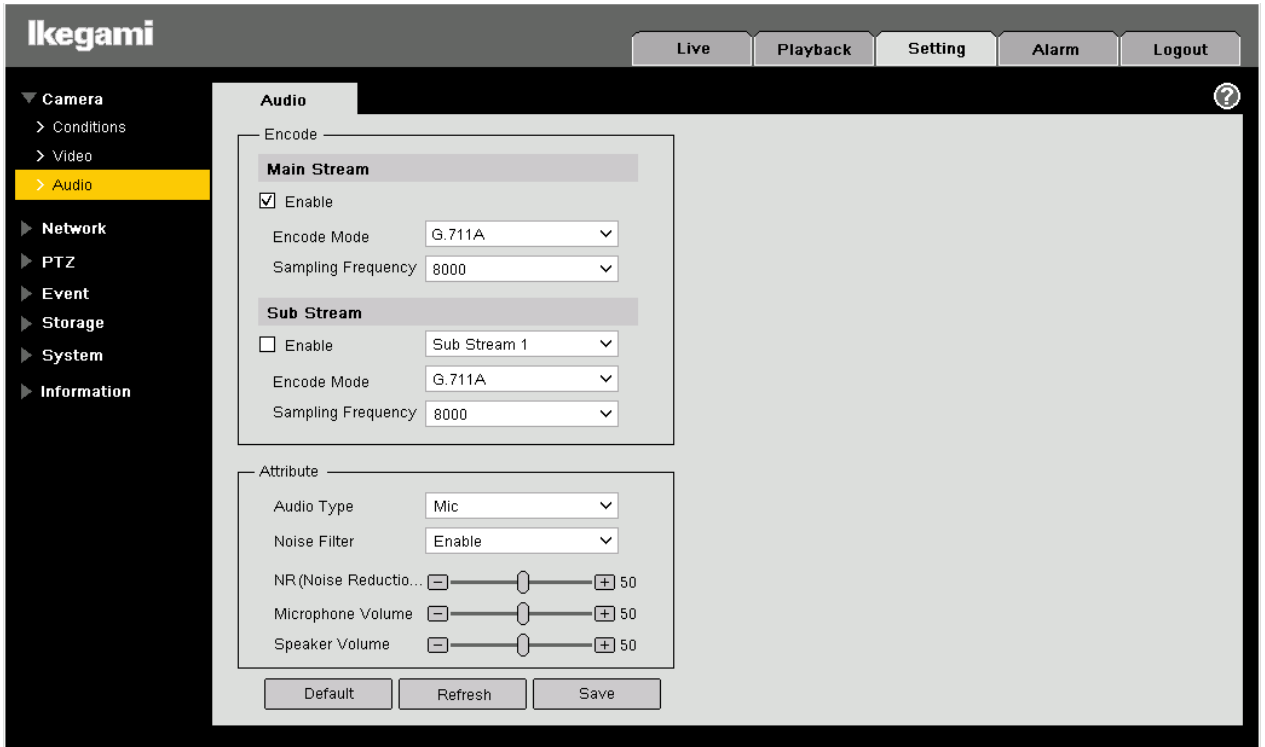 Ikegami
Live Playback Setting Alarm Logout
Camera
Conditions
Video
Audio
Network
PTZ
Event
Storage
System
Information
Audio
?
Encode
Main Stream
Enable
Encode Mode G.711A
Sampling Frequency 8000
Sub Stream
Enable Sub Stream 1
Encode Mode G.711A
Sampling Frequency 8000
Attribute
Audio Type Mic
Noise Filter Enable
NR(Noise Reductio... 50
Microphone Volume 50
Speaker Volume 50
Default Refresh Save